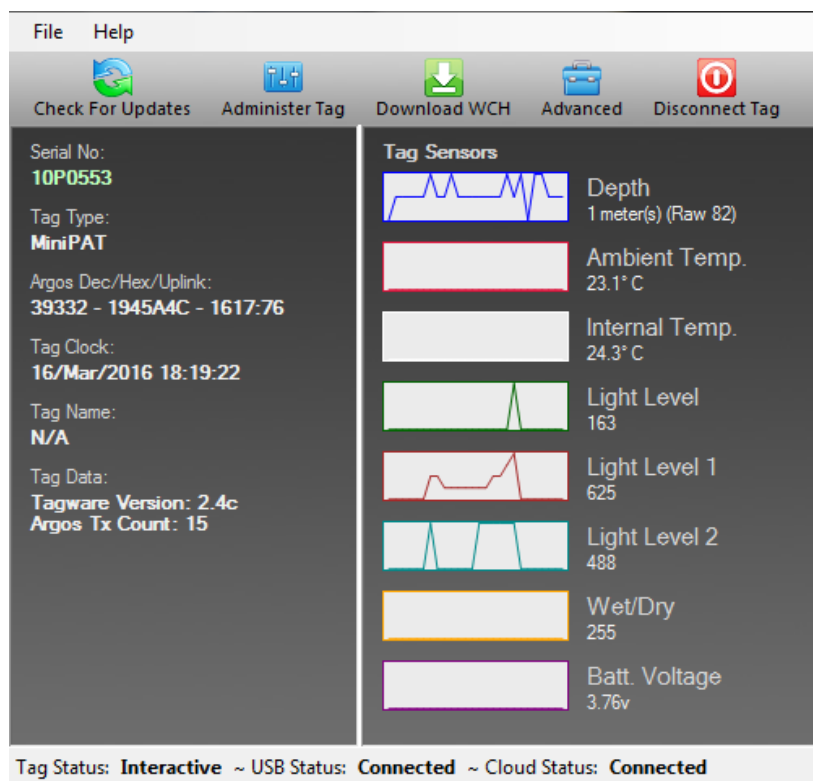 File Help
Check For Updates Administer Tag Download WCH Advanced Disconnect Tag
Serial No:
10P0553
Tag Type:
MiniPAT
Argos Dec/Hex/Uplink:
39332 - 1945A4C - 1617:76
Tag Clock:
16/Mar/2016 18:19:22
Tag Name:
N/A
Tag Data:
Tagware Version: 2.4c
Argos Tx Count: 15
Tag Sensors
Depth
1 meter(s) (Raw 82)
Ambient Temp.
23.1° C
Internal Temp.
24.3° C
Light Level
163
Light Level 1
625
Light Level 2
488
Wet/Dry
255
Batt. Voltage
3.76v
Tag Status: Interactive ~ USB Status: Connected ~ Cloud Status: Connected